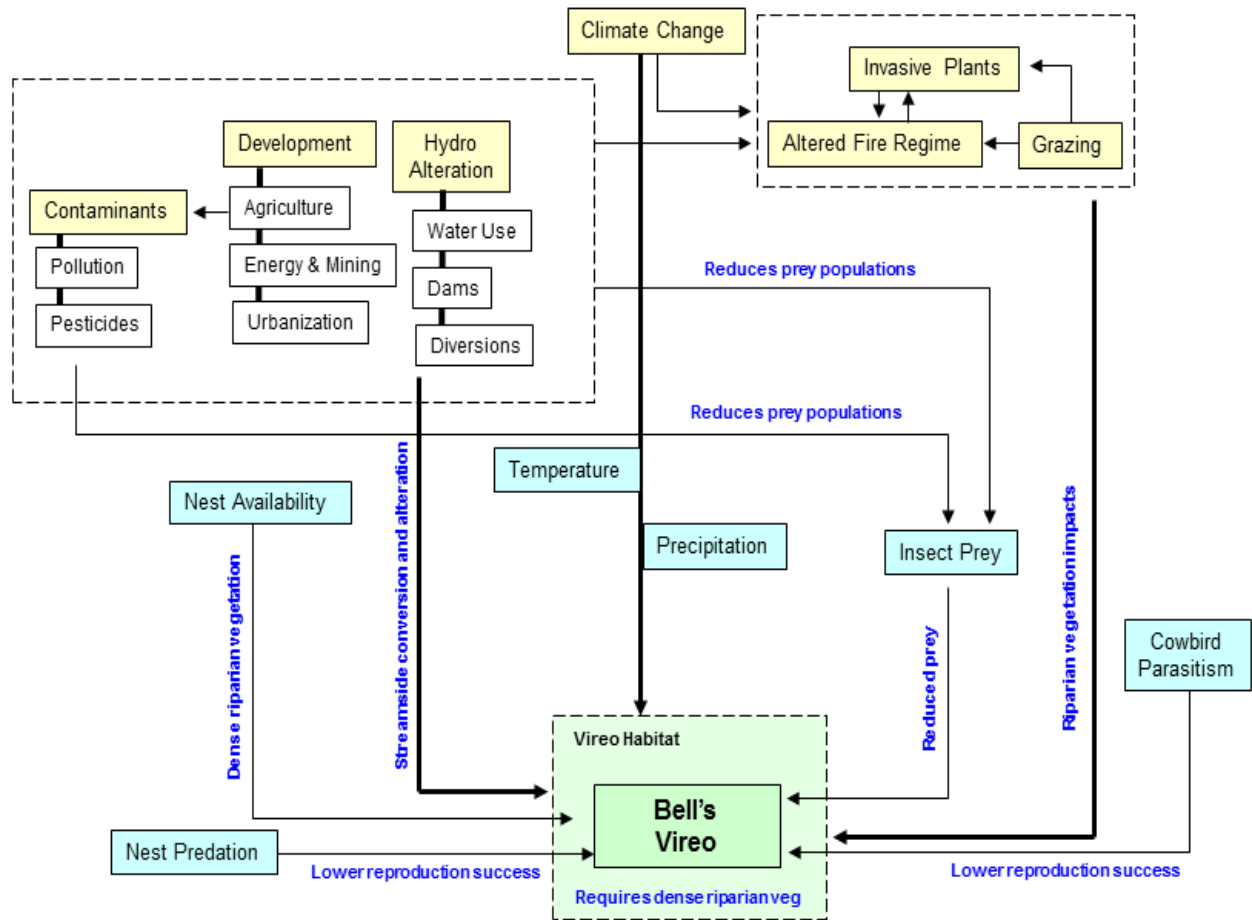 Climate Change
Invasive Plants
Development
Hydro
Alteration
Altered Fire Regime
Grazing
Contaminants
Agriculture
Water Use
Pollution
Energy & Mining
Reduces prey populations
Dams
Pesticides
Urbanization
Diversions
Reduces prey populations
Temperature
Nest Availability
Precipitation
Insect Prey
Streamside conversion and alteration
Riparian vegetation impacts
Dense riparian vegetation
Reduced prey
Cowbird
Parasitism
Vireo Habitat
Bell's
Vireo
Nest Predation
Lower reproduction success
Requires dense riparian veg
Lower reproduction success